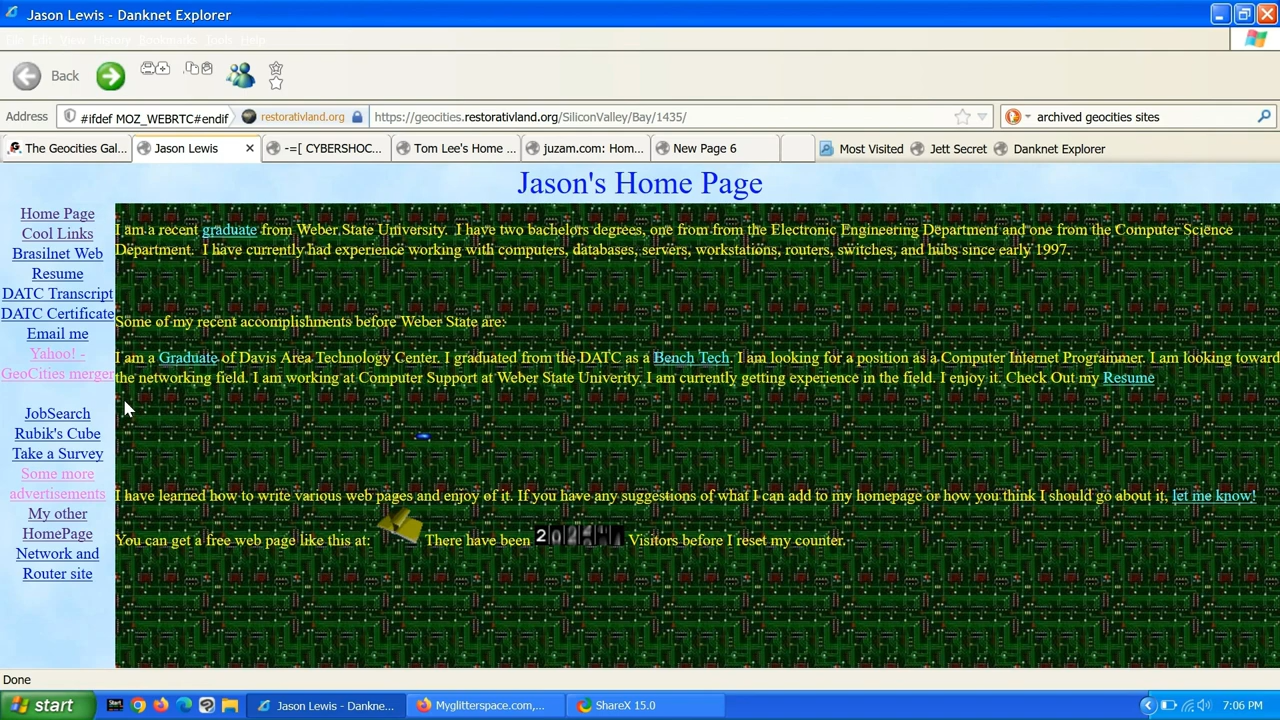 Jason Lewis - Danknet Explorer
File Edit View History Bookmarks Tools Help
Back
Address #ifdef MOZ_WEBRTC#endif restorativland.org https://geocities.restorativland.org/SiliconValley/Bay/1435/ archived geocities sites
The Geocities Gal... Jason Lewis -=[ CYBERSHOC... Tom Lee's Home ... juzam.com: Hom... New Page 6 Most Visited Jett Secret Danknet Explorer
Jason's Home Page
Home Page
Cool Links
Brasilnet Web
Resume
DATC Transcript
DATC Certificate
Email me
Yahoo! -
GeoCities merger
JobSearch
Rubik's Cube
Take a Survey
Some more
advertisements
My other
HomePage
Network and
Router site
I am a recent graduate from Weber State University. I have two bachelors degrees, one from from the Electronic Engineering Department and one from the Computer Science
Department. I have currently had experience working with computers, databases, servers, workstations, routers, switches, and hubs since early 1997.
Some of my recent accomplishments before Weber State are:
I am a Graduate of Davis Area Technology Center. I graduated from the DATC as a Bench Tech. I am looking for a position as a Computer Internet Programmer. I am looking toward
the networking field. I am working at Computer Support at Weber State Univerity. I am currently getting experience in the field. I enjoy it. Check Out my Resume
I have learned how to write various web pages and enjoy of it. If you have any suggestions of what I can add to my homepage or how you think I should go about it, let me know!
You can get a free web page like this at: There have been Visitors before I reset my counter.
Done
start Jason Lewis - Dankne... Myglitterspace.com,... ShareX 15.0 7:06 PM